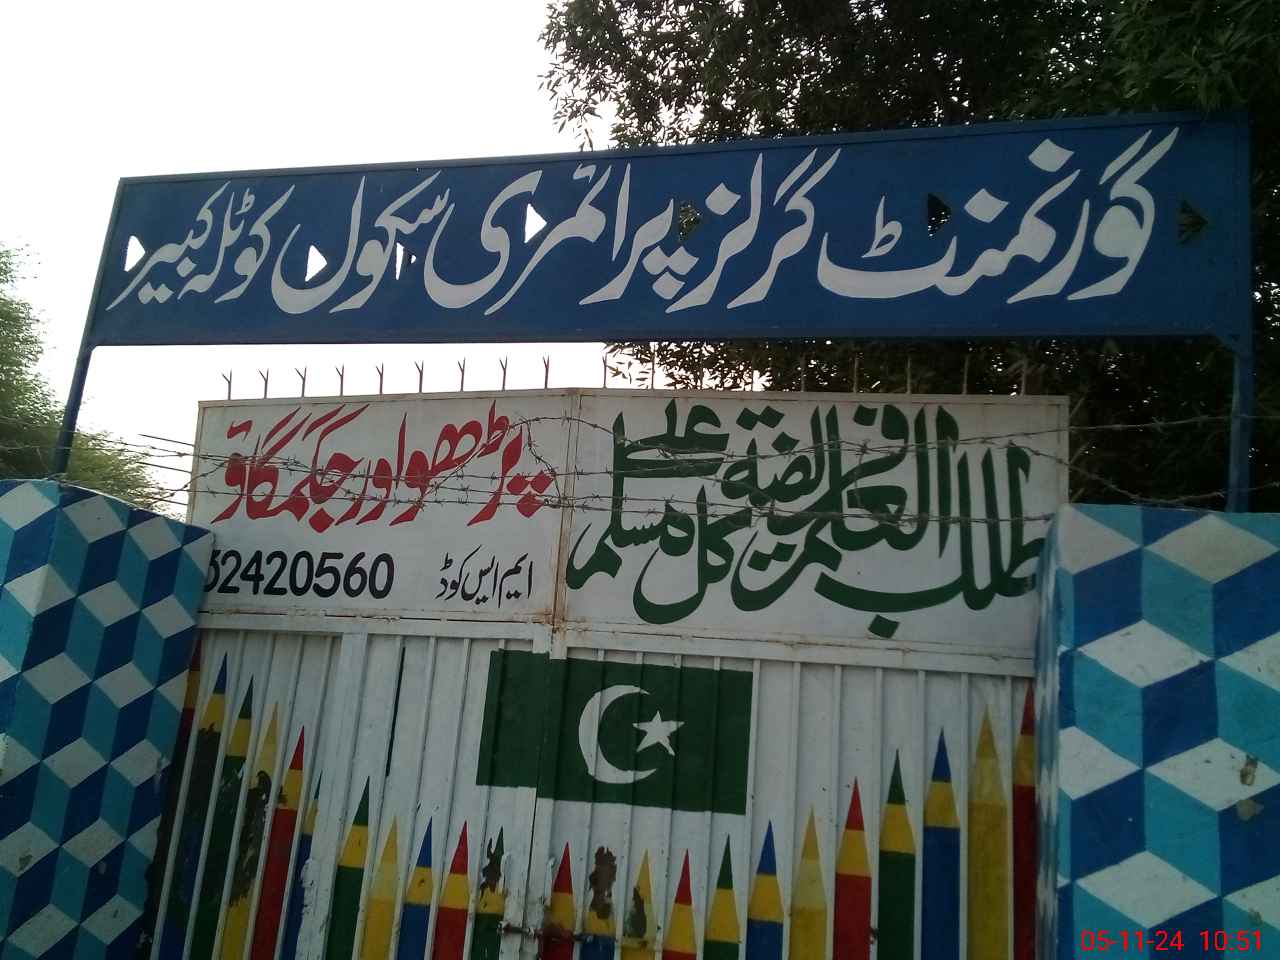 گورنمنٹ گرلز پرائمری سکول کوٹلہ کبیر
طلب العلم فریضۃ علی کل مسلم
پڑھو اور جگمگاؤ
ایم ایس کوڈ
32420560
05-11-24 10:51